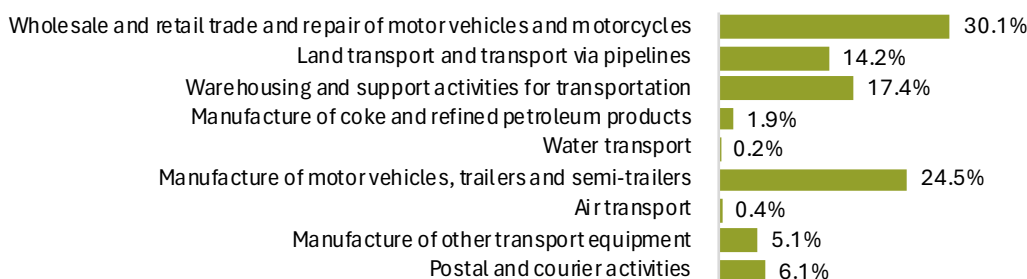 Wholesale and retail trade and repair of motor vehicles and motorcycles 30.1%
Land transport and transport via pipelines 14.2%
Warehousing and support activities for transportation 17.4%
Manufacture of coke and refined petroleum products 1.9%
Water transport 0.2%
Manufacture of motor vehicles, trailers and semi-trailers 24.5%
Air transport 0.4%
Manufacture of other transport equipment 5.1%
Postal and courier activities 6.1%